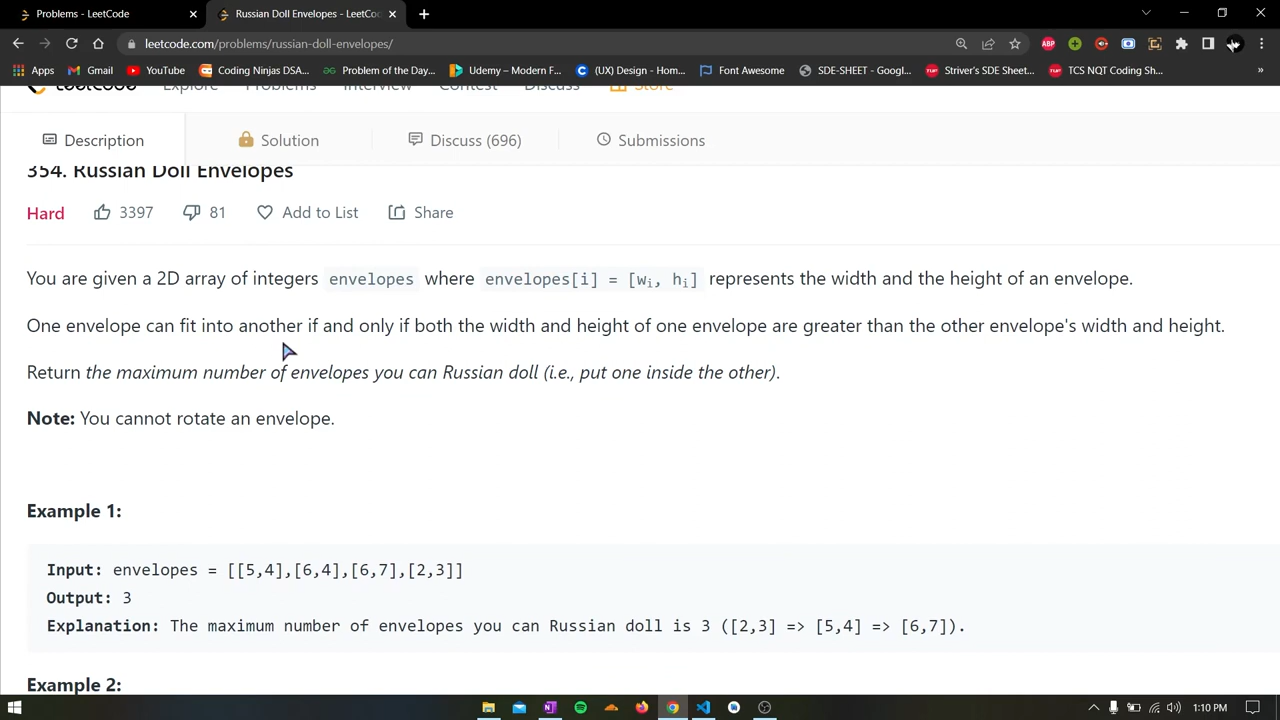 Problems - LeetCode
Russian Doll Envelopes - LeetCo
leetcode.com/problems/russian-doll-envelopes/
ABP
Apps Gmail YouTube Coding Ninjas DSA... Problem of the Day... Udemy – Modern F... (UX) Design - Hom... Font Awesome SDE-SHEET - Googl... Striver's SDE Sheet... TCS NQT Coding Sh... »
LeetCode Explore Problems Interview Contest Discuss Store
Description Solution Discuss (696) Submissions
354. Russian Doll Envelopes
Hard 3397 81 Add to List Share
You are given a 2D array of integers envelopes where envelopes[i] = [wi, hi] represents the width and the height of an envelope.
One envelope can fit into another if and only if both the width and height of one envelope are greater than the other envelope's width and height.
Return the maximum number of envelopes you can Russian doll (i.e., put one inside the other).
Note: You cannot rotate an envelope.
Example 1:
Input: envelopes = [[5,4],[6,4],[6,7],[2,3]]
Output: 3
Explanation: The maximum number of envelopes you can Russian doll is 3 ([2,3] => [5,4] => [6,7]).
Example 2:
1:10 PM